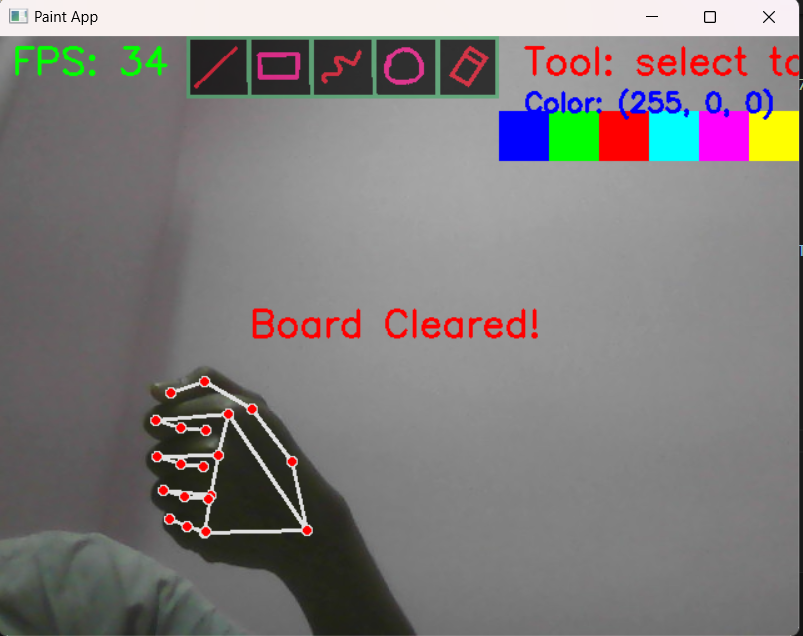 Paint App
FPS: 34
Tool: select to
Color: (255, 0, 0)
Board Cleared!